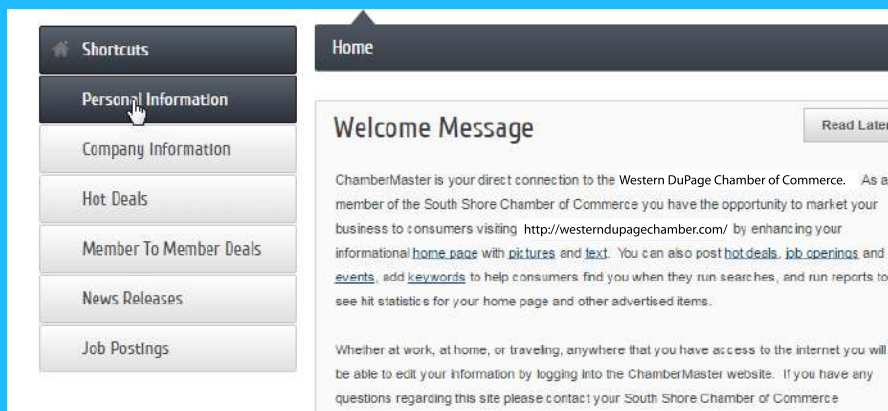 Shortcuts
Personal Information
Company Information
Hot Deals
Member To Member Deals
News Releases
Job Postings
Home
Welcome Message
Read Later
ChamberMaster is your direct connection to the Western DuPage Chamber of Commerce. As a
member of the South Shore Chamber of Commerce you have the opportunity to market your
business to consumers visiting http://westerndupagechamber.com/ by enhancing your
informational home page with pictures and text. You can also post hot deals, job openings and
events, add keywords to help consumers find you when they run searches, and run reports to
see hit statistics for your home page and other advertised items.
Whether at work, at home, or traveling, anywhere that you have access to the internet you will
be able to edit your information by logging into the ChamberMaster website. If you have any
questions regarding this site please contact your South Shore Chamber of Commerce